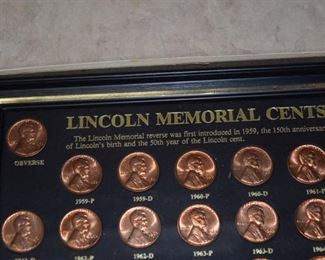 LINCOLN MEMORIAL CENTS
The Lincoln Memorial reverse was first introduced in 1959, the 150th anniversary
of Lincoln's birth and the 50th year of the Lincoln cent.
OBVERSE
1959-P 1959-D 1960-P 1960-D 1961-P
1962-D 1963-P